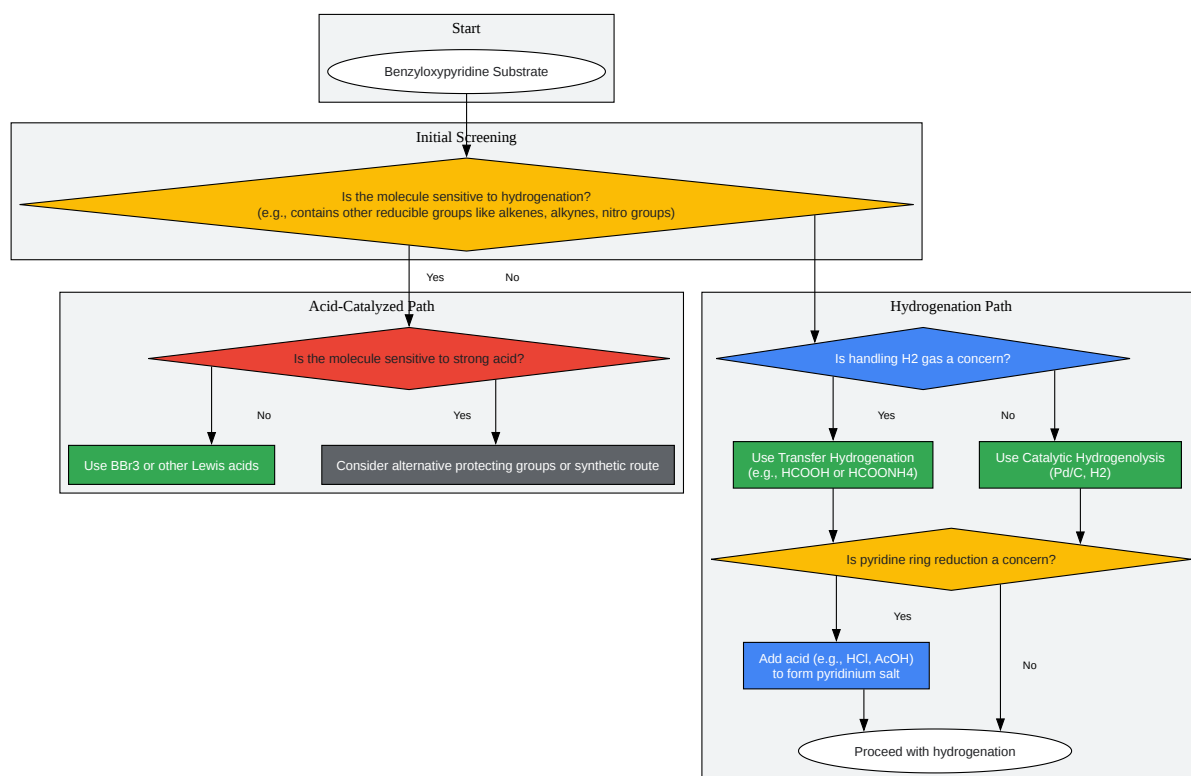 Start
Benzyloxypyridine Substrate
Initial Screening
Is the molecule sensitive to hydrogenation?
(e.g., contains other reducible groups like alkenes, alkynes, nitro groups)
Yes
No
Acid-Catalyzed Path
Is the molecule sensitive to strong acid?
No
Yes
Use BBr3 or other Lewis acids
Consider alternative protecting groups or synthetic route
Hydrogenation Path
Is handling H2 gas a concern?
Yes
No
Use Transfer Hydrogenation
(e.g., HCOOH or HCOONH4)
Use Catalytic Hydrogenolysis
(Pd/C, H2)
Is pyridine ring reduction a concern?
Yes
Add acid (e.g., HCl, AcOH)
to form pyridinium salt
No
Proceed with hydrogenation